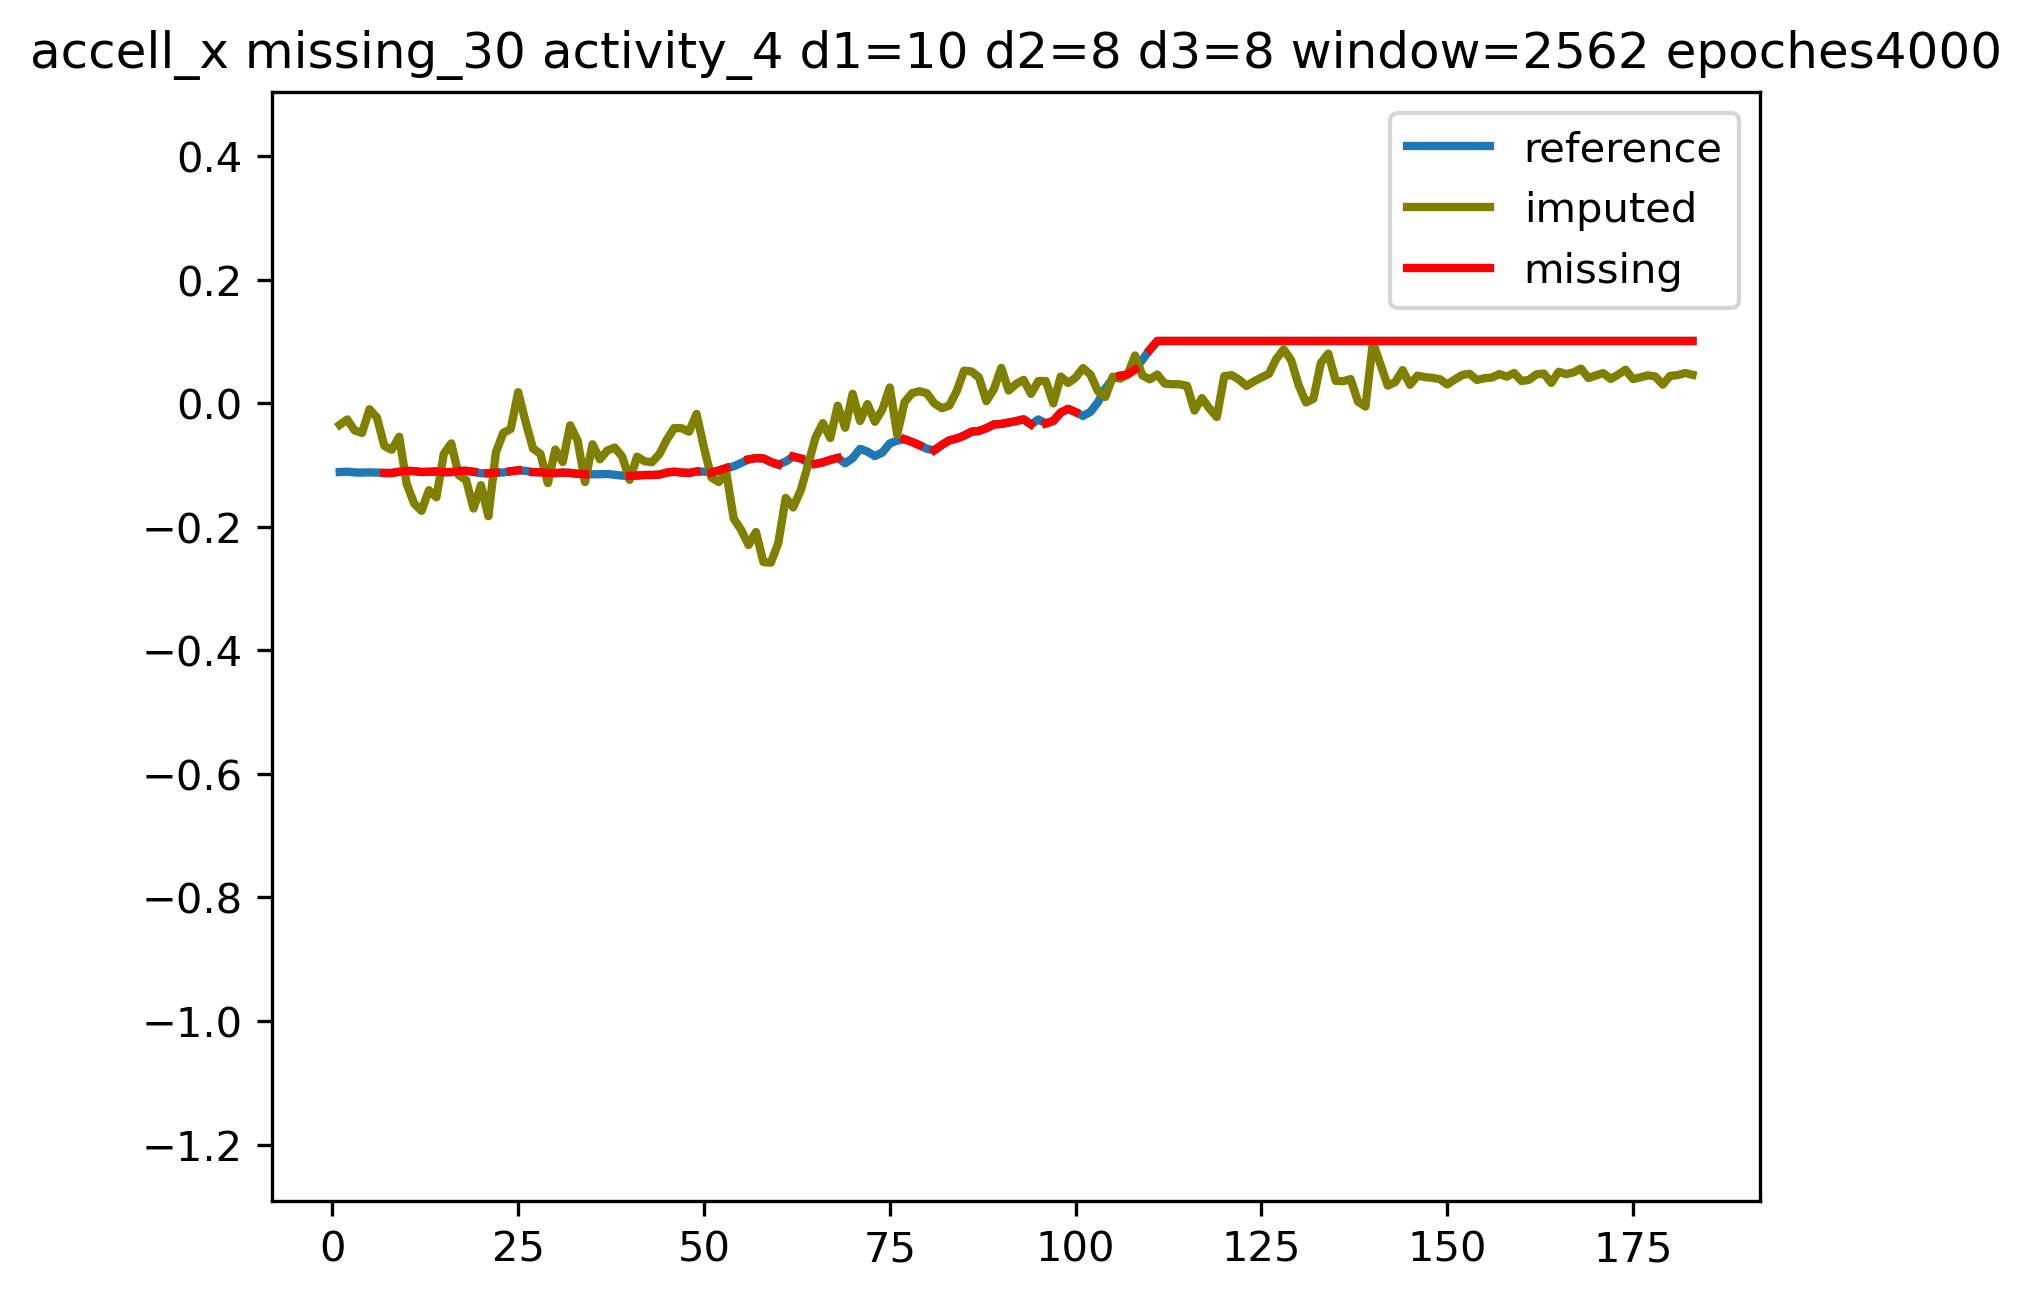 accell_x missing_30 activity_4 d1=10 d2=8 d3=8 window=2562 epoches4000
reference
imputed
missing
0.4
0.2
0.0
−0.2
−0.4
−0.6
−0.8
−1.0
−1.2
0 25 50 75 100 125 150 175